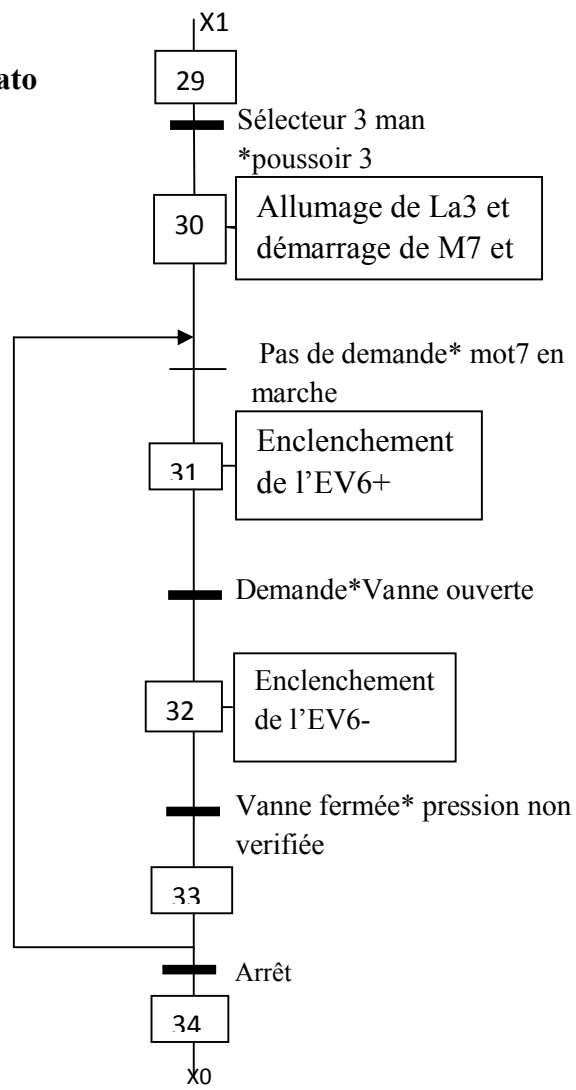 X1
ato
29
Sélecteur 3 man
*poussoir 3
30
Allumage de La3 et
démarrage de M7 et
Pas de demande* mot7 en
marche
31
Enclenchement
de l’EV6+
Demande*Vanne ouverte
32
Enclenchement
de l’EV6-
Vanne fermée* pression non
verifiée
33
Arrêt
34
X0